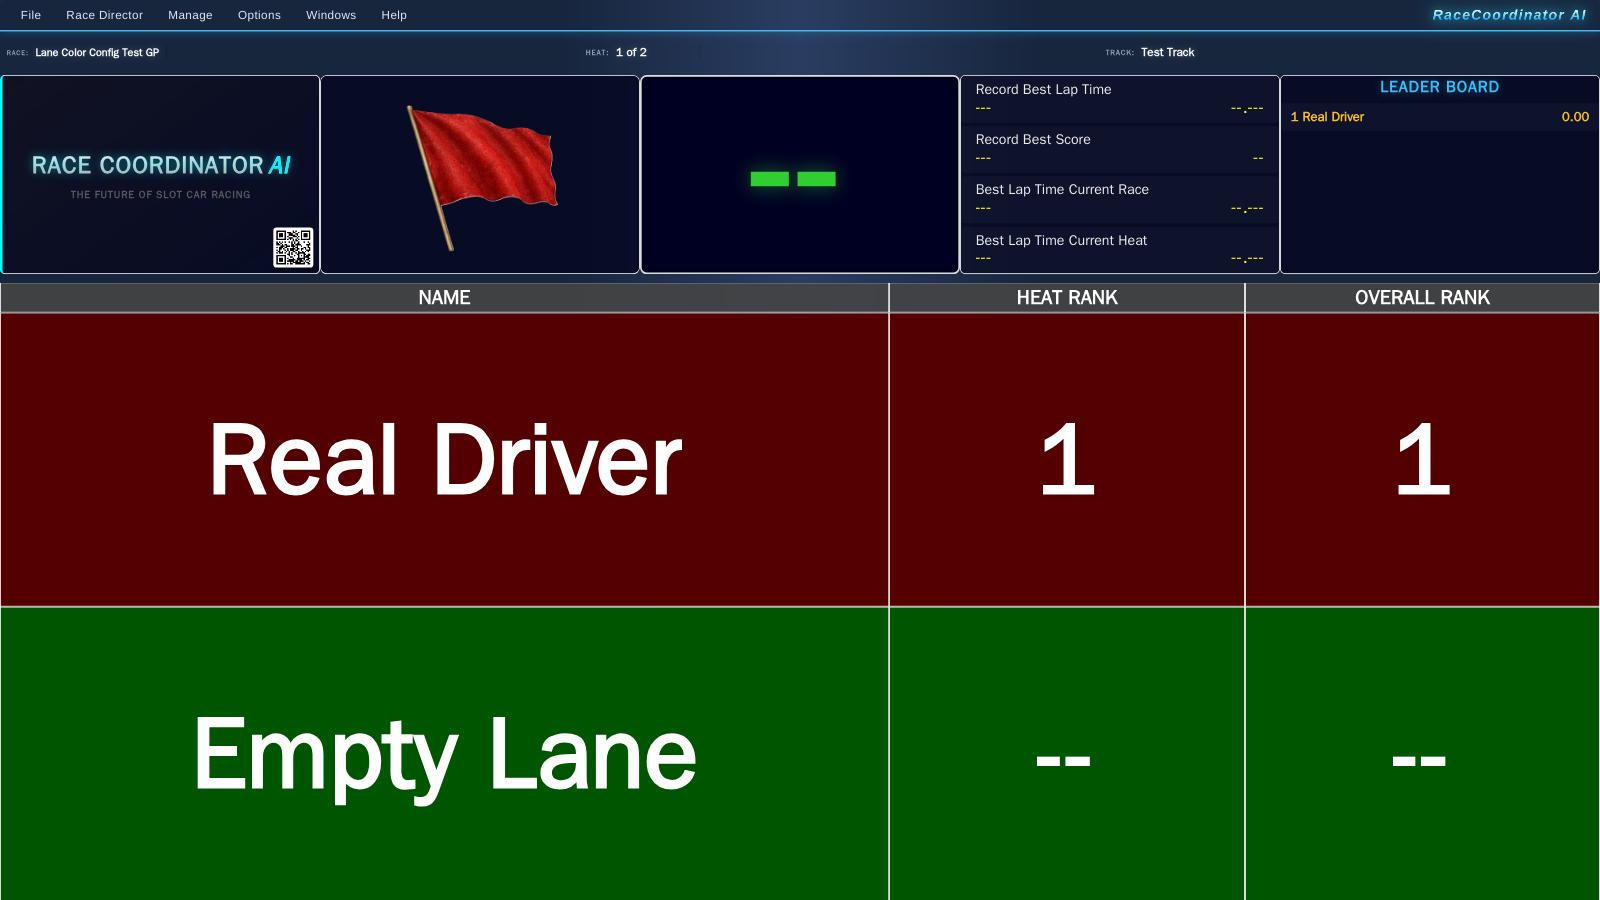 File Race Director Manage Options Windows Help RaceCoordinator AI
RACE: Lane Color Config Test GP HEAT: 1 of 2 TRACK: Test Track
RACE COORDINATOR AI
THE FUTURE OF SLOT CAR RACING
--
Record Best Lap Time
--- --.---
Record Best Score
--- --
Best Lap Time Current Race
--- --.---
Best Lap Time Current Heat
--- --.---
LEADER BOARD
1 Real Driver 0.00
NAME HEAT RANK OVERALL RANK
Real Driver 1 1
Empty Lane -- --